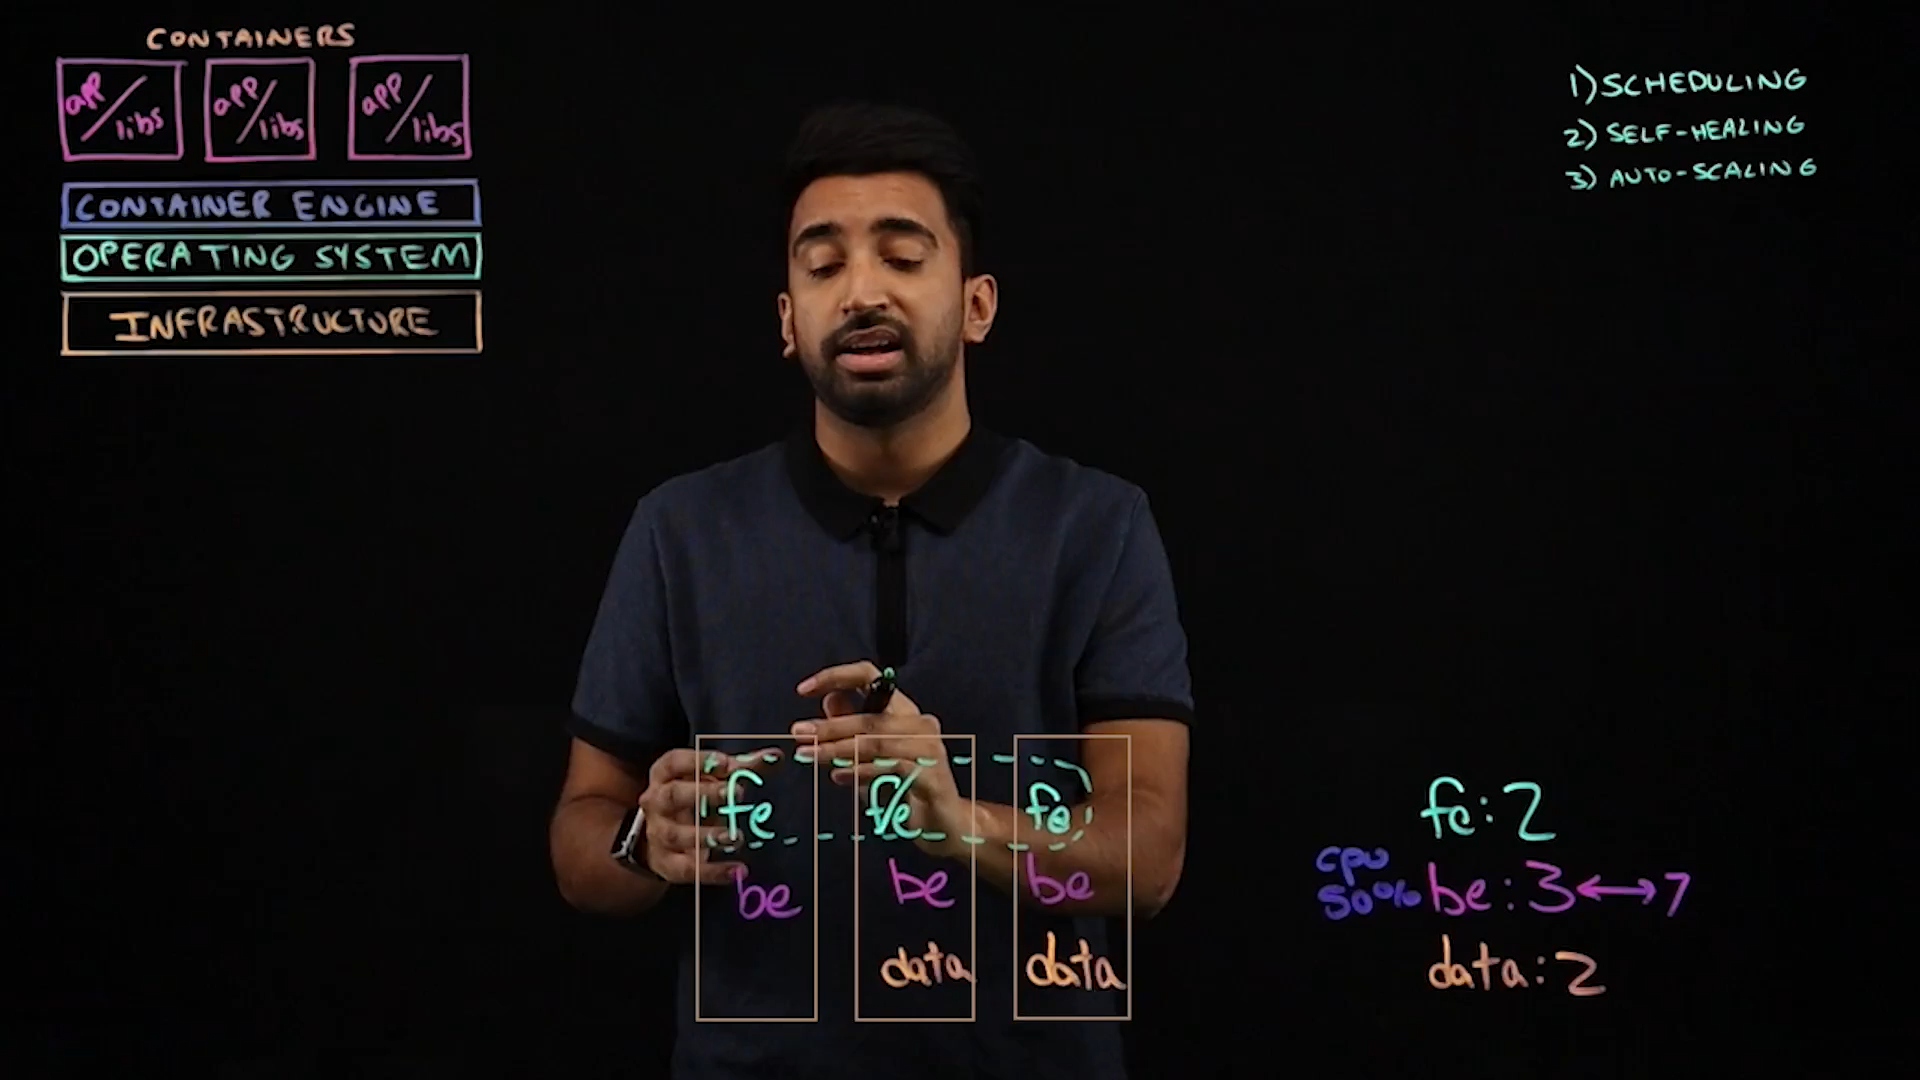 CONTAINERS
app/libs app/libs app/libs
CONTAINER ENGINE
OPERATING SYSTEM
INFRASTRUCTURE
1) SCHEDULING
2) SELF-HEALING
3) AUTO-SCALING
fe fe fe
be be be
data data
fe: 2
cpu 50% be: 3 ↔ 7
data: 2